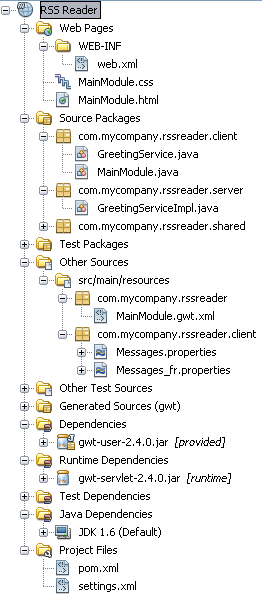 RSS Reader
Web Pages
WEB-INF
web.xml
MainModule.css
MainModule.html
Source Packages
com.mycompany.rssreader.client
GreetingService.java
MainModule.java
com.mycompany.rssreader.server
GreetingServiceImpl.java
com.mycompany.rssreader.shared
Test Packages
Other Sources
src/main/resources
com.mycompany.rssreader
MainModule.gwt.xml
com.mycompany.rssreader.client
Messages.properties
Messages_fr.properties
Other Test Sources
Generated Sources (gwt)
Dependencies
gwt-user-2.4.0.jar [provided]
Runtime Dependencies
gwt-servlet-2.4.0.jar [runtime]
Test Dependencies
Java Dependencies
JDK 1.6 (Default)
Project Files
pom.xml
settings.xml